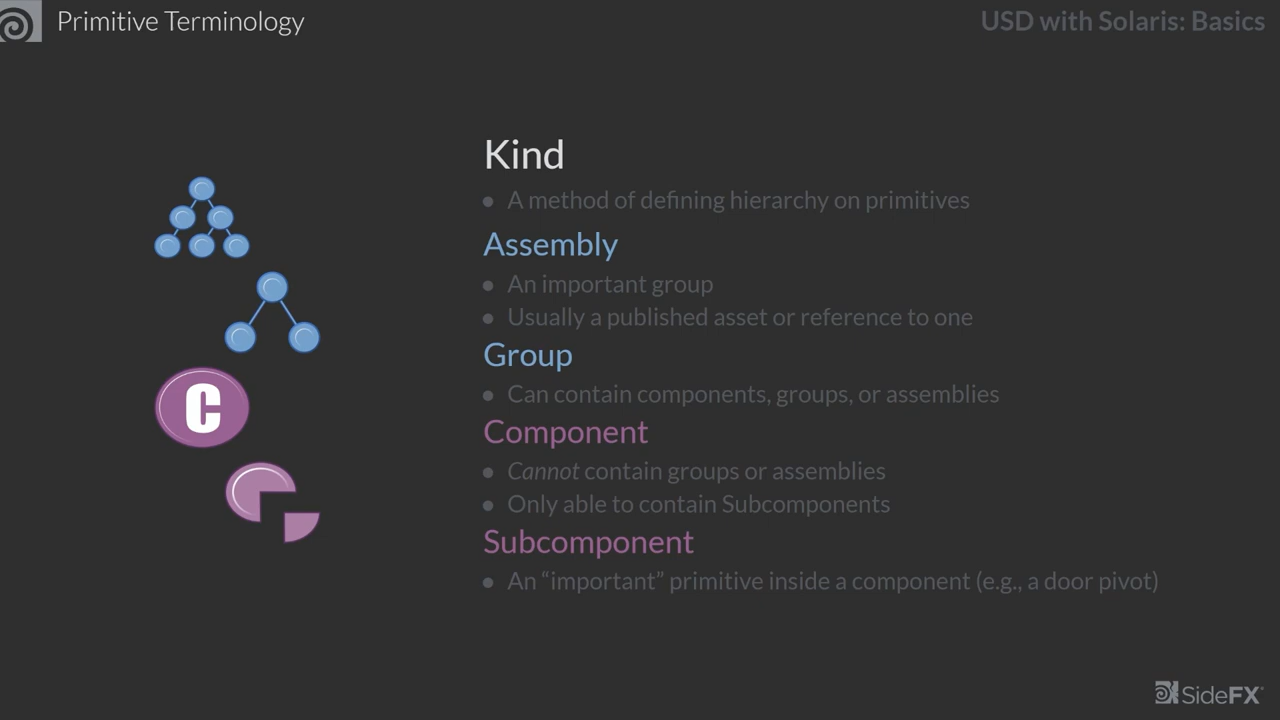 Primitive Terminology
USD with Solaris: Basics
Kind
• A method of defining hierarchy on primitives
Assembly
• An important group
• Usually a published asset or reference to one
Group
• Can contain components, groups, or assemblies
C
Component
• Cannot contain groups or assemblies
• Only able to contain Subcomponents
Subcomponent
• An “important” primitive inside a component (e.g., a door pivot)
SideFX